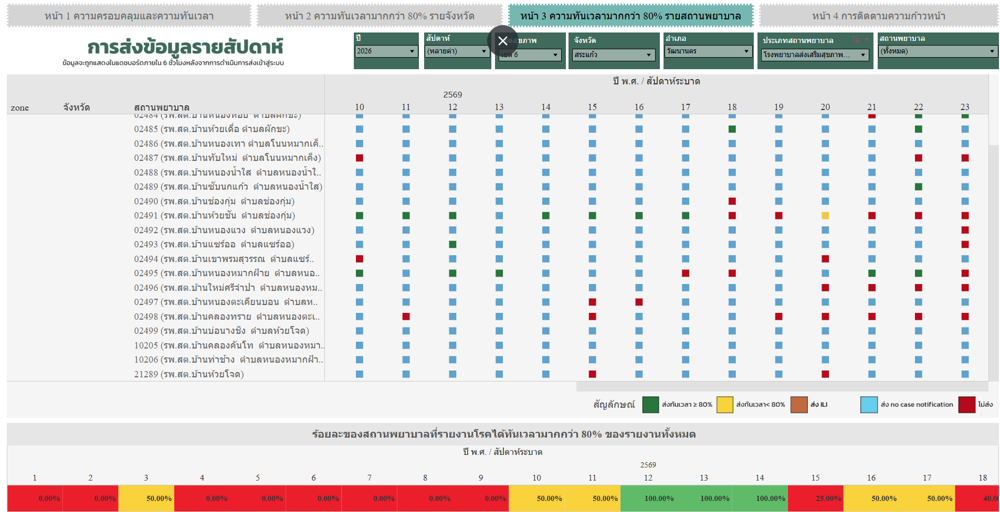 หน้า 1 ความครอบคลุมและความทันเวลา
หน้า 2 ความทันเวลามากกว่า 80% รายจังหวัด
หน้า 3 ความทันเวลามากกว่า 80% รายสถานพยาบาล
หน้า 4 การติดตามความก้าวหน้า
การส่งข้อมูลรายสัปดาห์
ข้อมูลจะถูกแสดงในแดชบอร์ดภายใน 6 ชั่วโมงหลังจากการดำเนินการส่งเข้าสู่ระบบ
ปี
2026
สัปดาห์
(หลายค่า)
สุขภาพ
เขต 6
จังหวัด
สระแก้ว
อำเภอ
วัฒนานคร
ประเภทสถานพยาบาล
โรงพยาบาลส่งเสริมสุขภาพ...
สถานพยาบาล
(ทั้งหมด)
ปี พ.ศ. / สัปดาห์ระบาด
2569
zone จังหวัด สถานพยาบาล 10 11 12 13 14 15 16 17 18 19 20 21 22 23
02484 (รพ.สต.บ้านหนองหอย ตำบลผักขะ)
02485 (รพ.สต.บ้านห้วยเดื่อ ตำบลผักขะ)
02486 (รพ.สต.บ้านหนองเทา ตำบลโนนหมากเค็..
02487 (รพ.สต.บ้านทับใหม่ ตำบลโนนหมากเค็ง)
02488 (รพ.สต.บ้านหนองน้ำใส ตำบลหนองน้ำใ..
02489 (รพ.สต.บ้านซับนกแก้ว ตำบลหนองน้ำใส)
02490 (รพ.สต.บ้านช่องกุ่ม ตำบลช่องกุ่ม)
02491 (รพ.สต.บ้านห้วยชัน ตำบลช่องกุ่ม)
02492 (รพ.สต.บ้านหนองแวง ตำบลหนองแวง)
02493 (รพ.สต.บ้านแซร์ออ ตำบลแซร์ออ)
02494 (รพ.สต.บ้านเขาพรมสุวรรณ ตำบลแซร์..
02495 (รพ.สต.บ้านหนองหมากฝ้าย ตำบลหนอ..
02496 (รพ.สต.บ้านใหม่ศรีจำปา ตำบลหนองหม..
02497 (รพ.สต.บ้านหนองตะเคียนบอน ตำบลห..
02498 (รพ.สต.บ้านคลองทราย ตำบลหนองตะเ..
02499 (รพ.สต.บ้านบ่อนางชิง ตำบลห้วยโจด)
10205 (รพ.สต.บ้านคลองคันโท ตำบลหนองหมา..
10206 (รพ.สต.บ้านท่าช้าง ตำบลหนองหมากฝ้า..
21289 (รพ.สต.บ้านห้วยโจด)
สัญลักษณ์ ส่งทันเวลา ≥ 80% ส่งทันเวลา< 80% ส่ง ILI ส่ง no case notification ไม่ส่ง
ร้อยละของสถานพยาบาลที่รายงานโรคได้ทันเวลามากกว่า 80% ของรายงานทั้งหมด
ปี พ.ศ. / สัปดาห์ระบาด
2569
1 2 3 4 5 6 7 8 9 10 11 12 13 14 15 16 17 18
0.00% 0.00% 50.00% 0.00% 0.00% 0.00% 0.00% 0.00% 0.00% 50.00% 50.00% 100.00% 100.00% 100.00% 25.00% 50.00% 50.00% 40.0